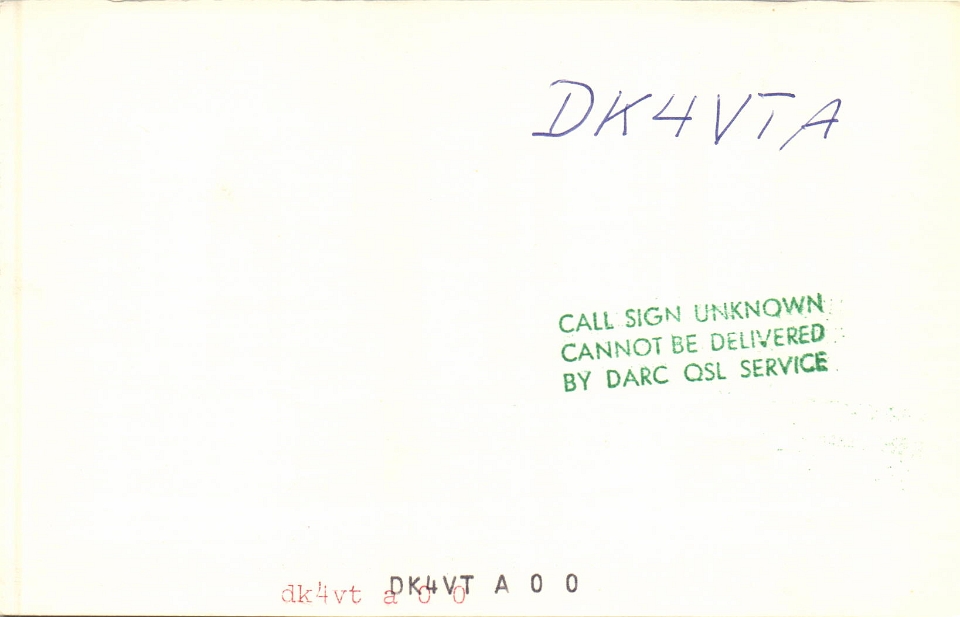 DK4VTA
CALL SIGN UNKNOWN
CANNOT BE DELIVERED
BY DARC QSL SERVICE
dk4vt a 0 0
DK4VT A 0 0